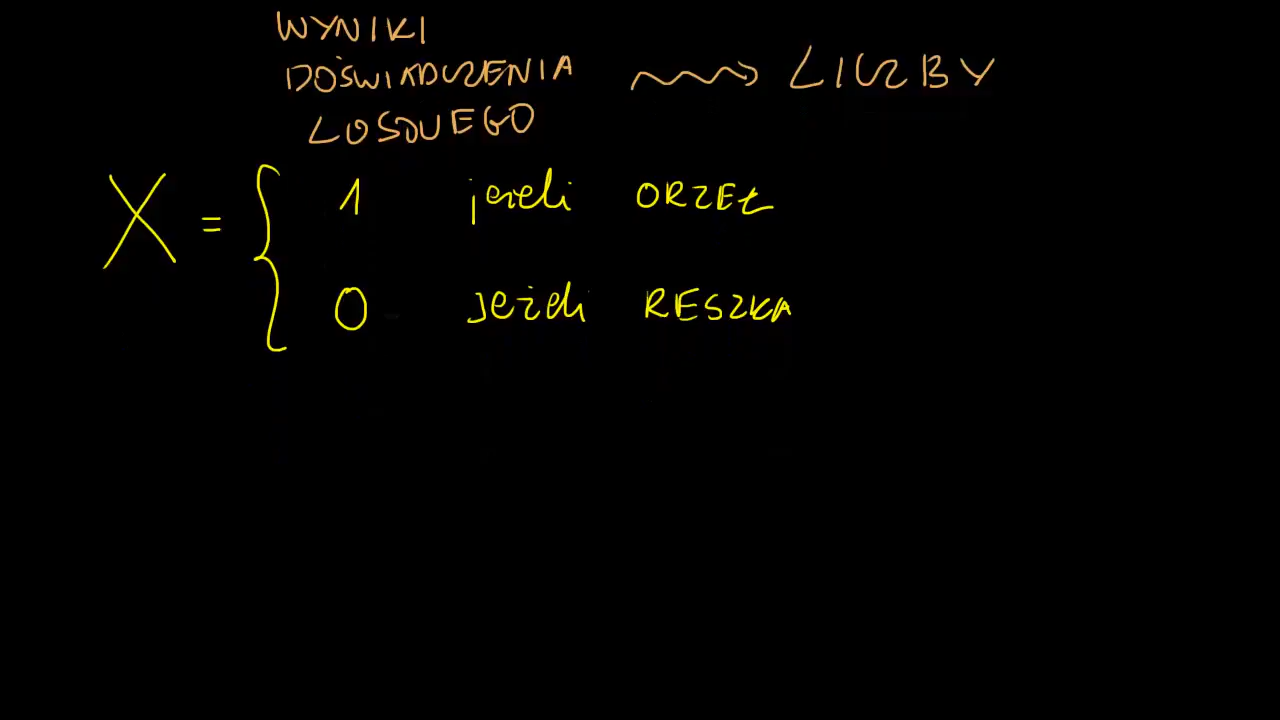 WYNIKI
DOŚWIADCZENIA ⟿ LICZBY
LOSOWEGO
X = { 1 jeżeli ORZEŁ
0 jeżeli RESZKA